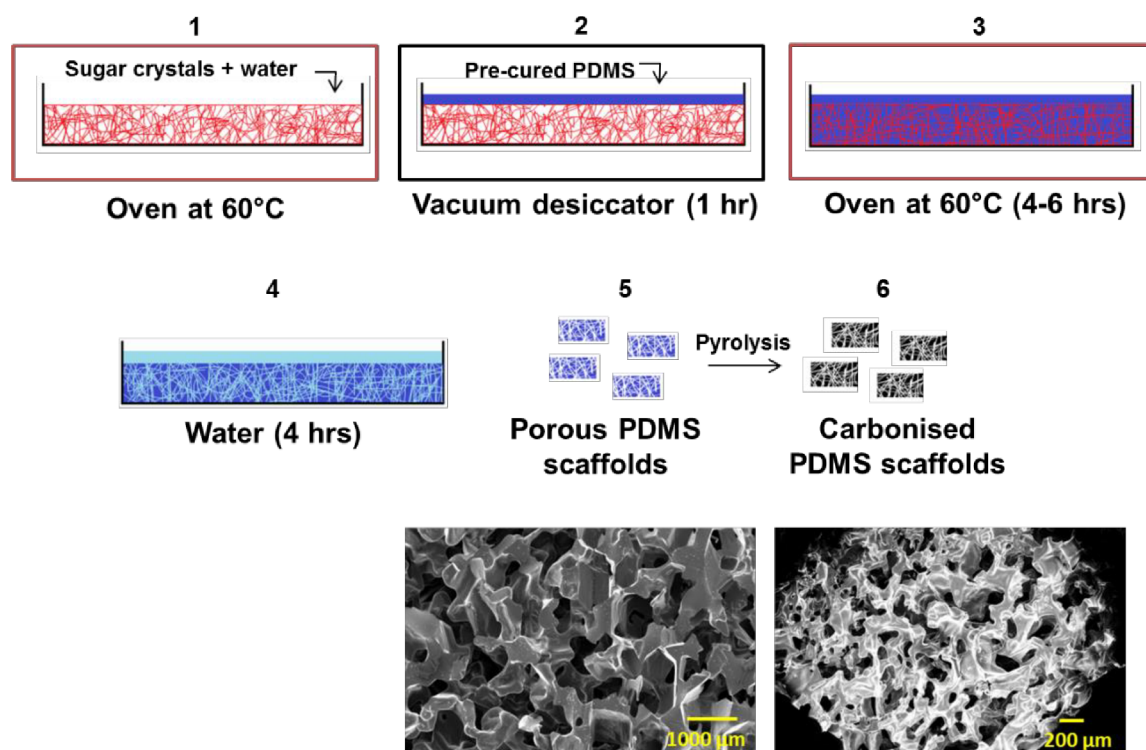 1
2
3
Sugar crystals + water
Pre-cured PDMS
Oven at 60°C
Vacuum desiccator (1 hr)
Oven at 60°C (4-6 hrs)
4
5
6
Pyrolysis
Water (4 hrs)
Porous PDMS
scaffolds
Carbonised
PDMS scaffolds
1000 µm
200 µm